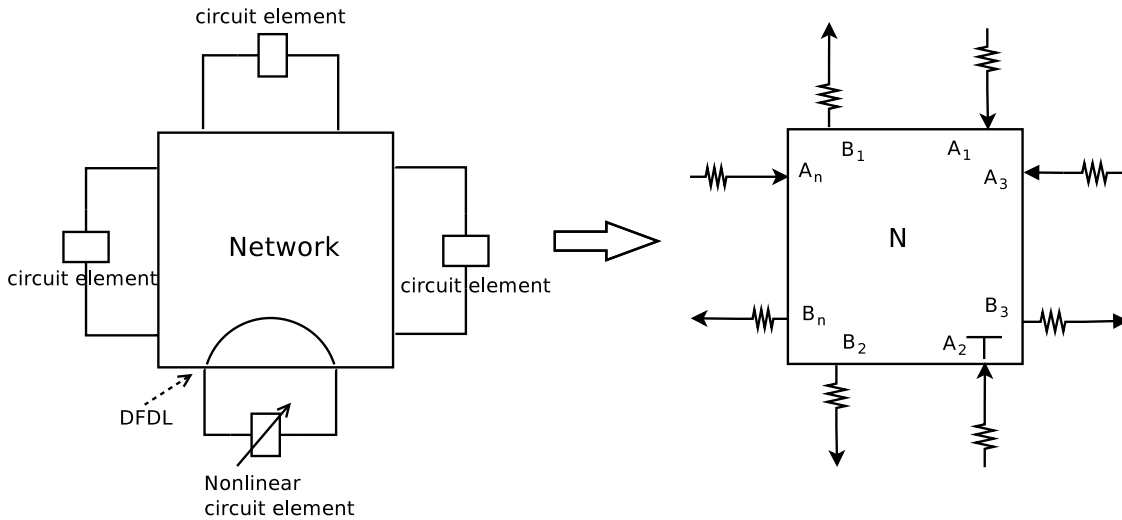 circuit element
Network
circuit element
circuit element
DFDL
Nonlinear
circuit element
B1
A1
An
A3
N
Bn
B3
B2
A2